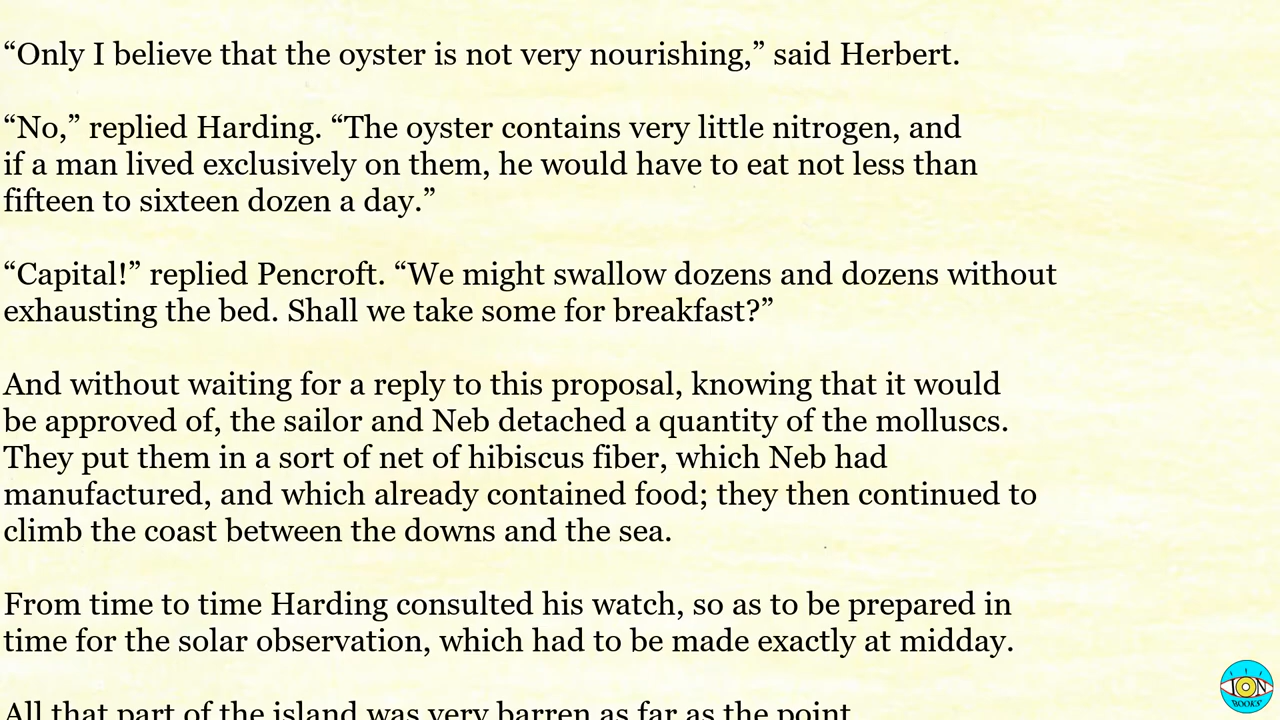 “Only I believe that the oyster is not very nourishing,” said Herbert.
“No,” replied Harding. “The oyster contains very little nitrogen, and
if a man lived exclusively on them, he would have to eat not less than
fifteen to sixteen dozen a day.”
“Capital!” replied Pencroft. “We might swallow dozens and dozens without
exhausting the bed. Shall we take some for breakfast?”
And without waiting for a reply to this proposal, knowing that it would
be approved of, the sailor and Neb detached a quantity of the molluscs.
They put them in a sort of net of hibiscus fiber, which Neb had
manufactured, and which already contained food; they then continued to
climb the coast between the downs and the sea.
From time to time Harding consulted his watch, so as to be prepared in
time for the solar observation, which had to be made exactly at midday.
All that part of the island was very barren as far as the point
ION
BOOKS